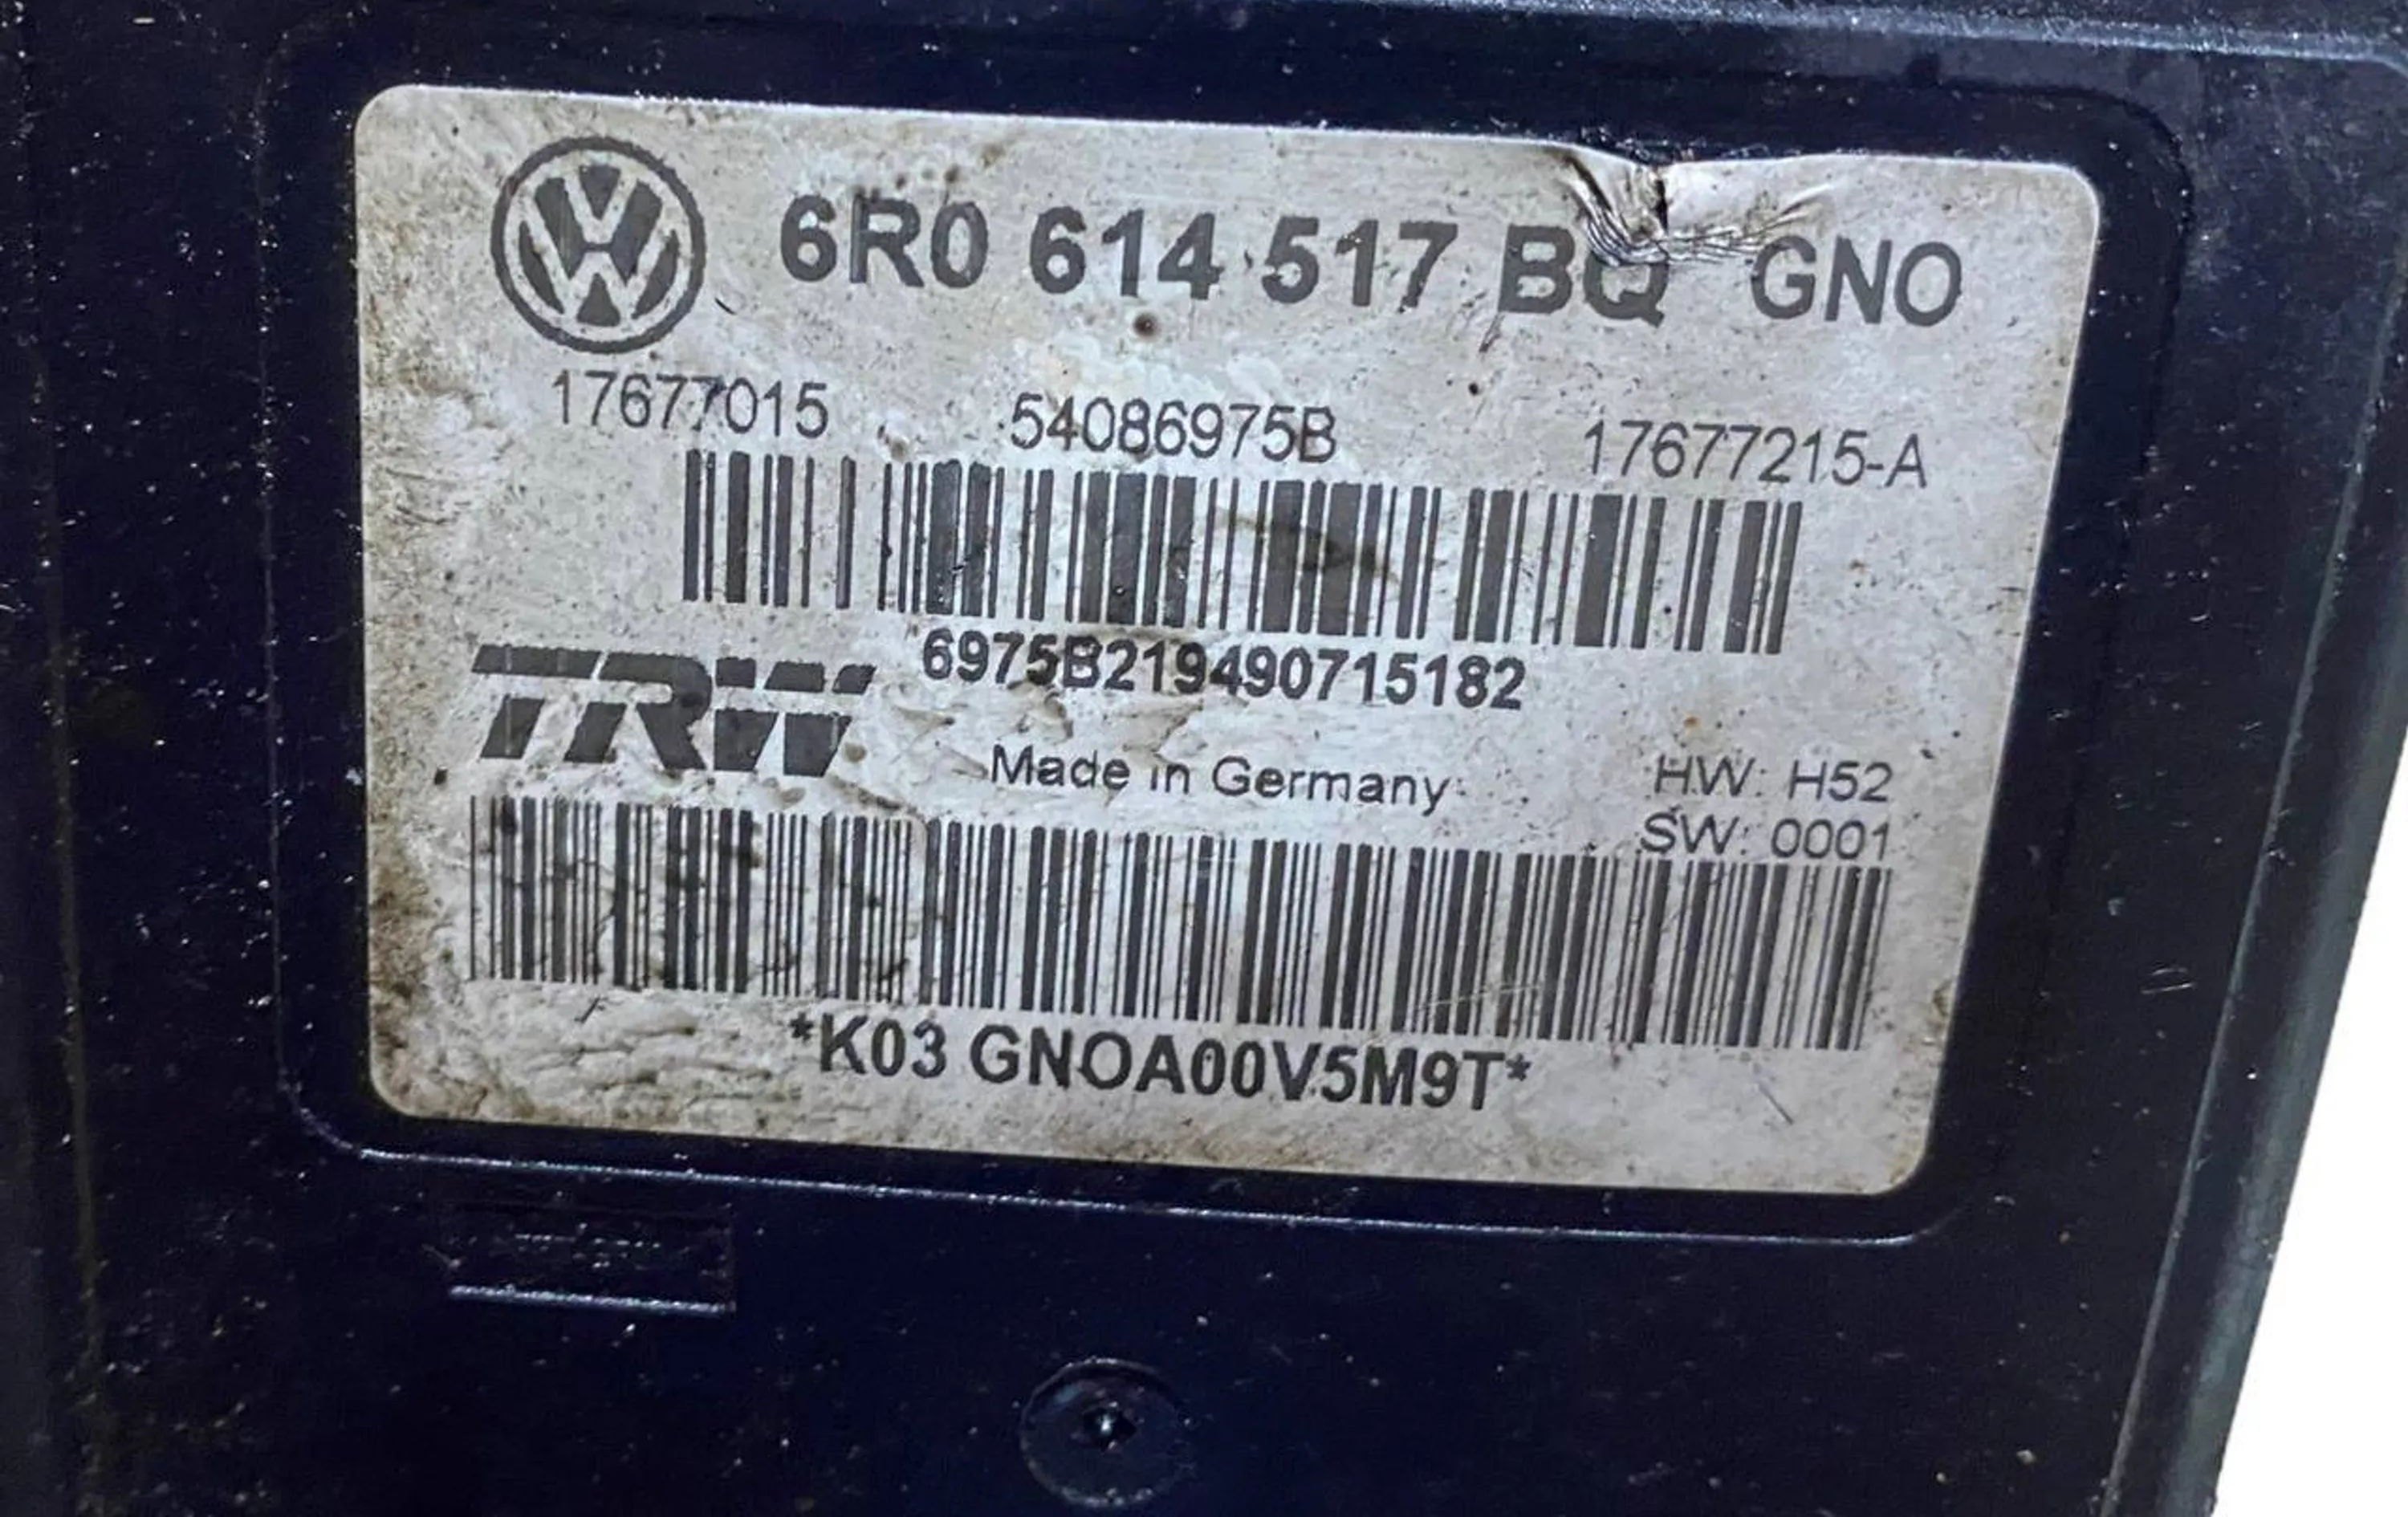 6R0 614 517 BQ GNO
17677015 54086975B 17677215-A
6975B219490715182
TRW
Made in Germany
HW: H52
SW: 0001
*K03 GNOA00V5M9T*